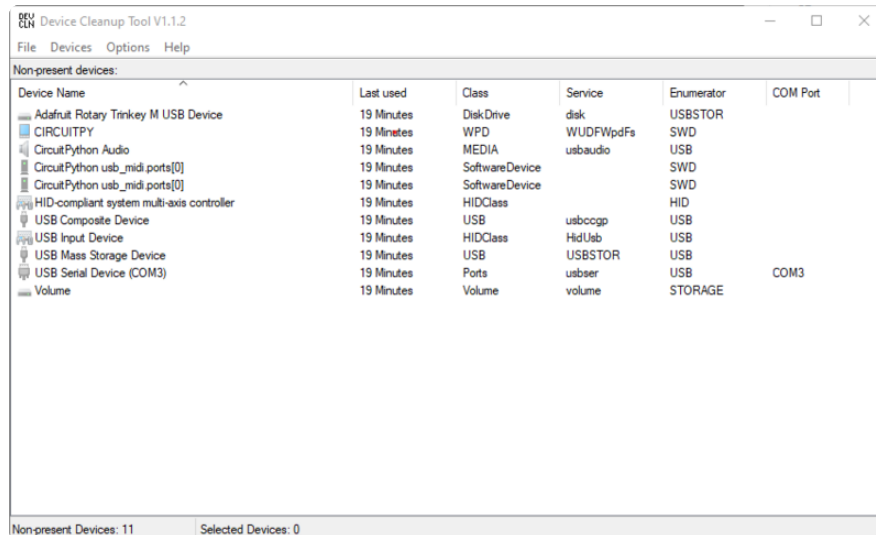 DEV CLN Device Cleanup Tool V1.1.2
File Devices Options Help
Non-present devices:
Device Name Last used Class Service Enumerator COM Port
Adafruit Rotary Trinkey M USB Device 19 Minutes DiskDrive disk USBSTOR
CIRCUITPY 19 Minutes WPD WUDFWpdFs SWD
CircuitPython Audio 19 Minutes MEDIA usbaudio USB
CircuitPython usb_midi.ports[0] 19 Minutes SoftwareDevice SWD
CircuitPython usb_midi.ports[0] 19 Minutes SoftwareDevice SWD
HID-compliant system multi-axis controller 19 Minutes HIDClass HID
USB Composite Device 19 Minutes USB usbccgp USB
USB Input Device 19 Minutes HIDClass HidUsb USB
USB Mass Storage Device 19 Minutes USB USBSTOR USB
USB Serial Device (COM3) 19 Minutes Ports usbser USB COM3
Volume 19 Minutes Volume volume STORAGE
Non-present Devices: 11 Selected Devices: 0